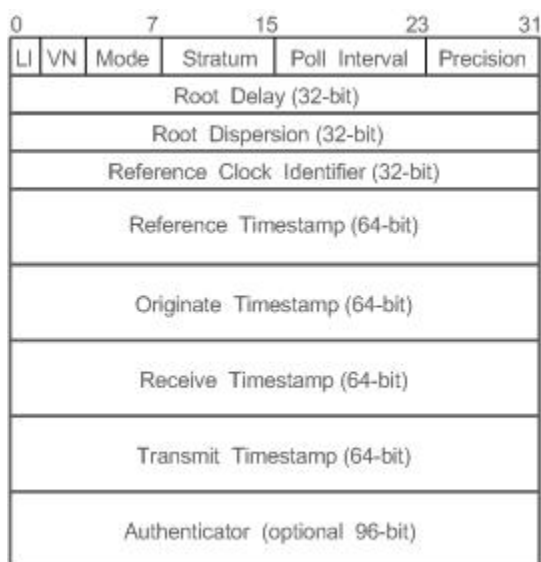 0 7 15 23 31
LI VN Mode Stratum Poll Interval Precision
Root Delay (32-bit)
Root Dispersion (32-bit)
Reference Clock Identifier (32-bit)
Reference Timestamp (64-bit)
Originate Timestamp (64-bit)
Receive Timestamp (64-bit)
Transmit Timestamp (64-bit)
Authenticator (optional 96-bit)